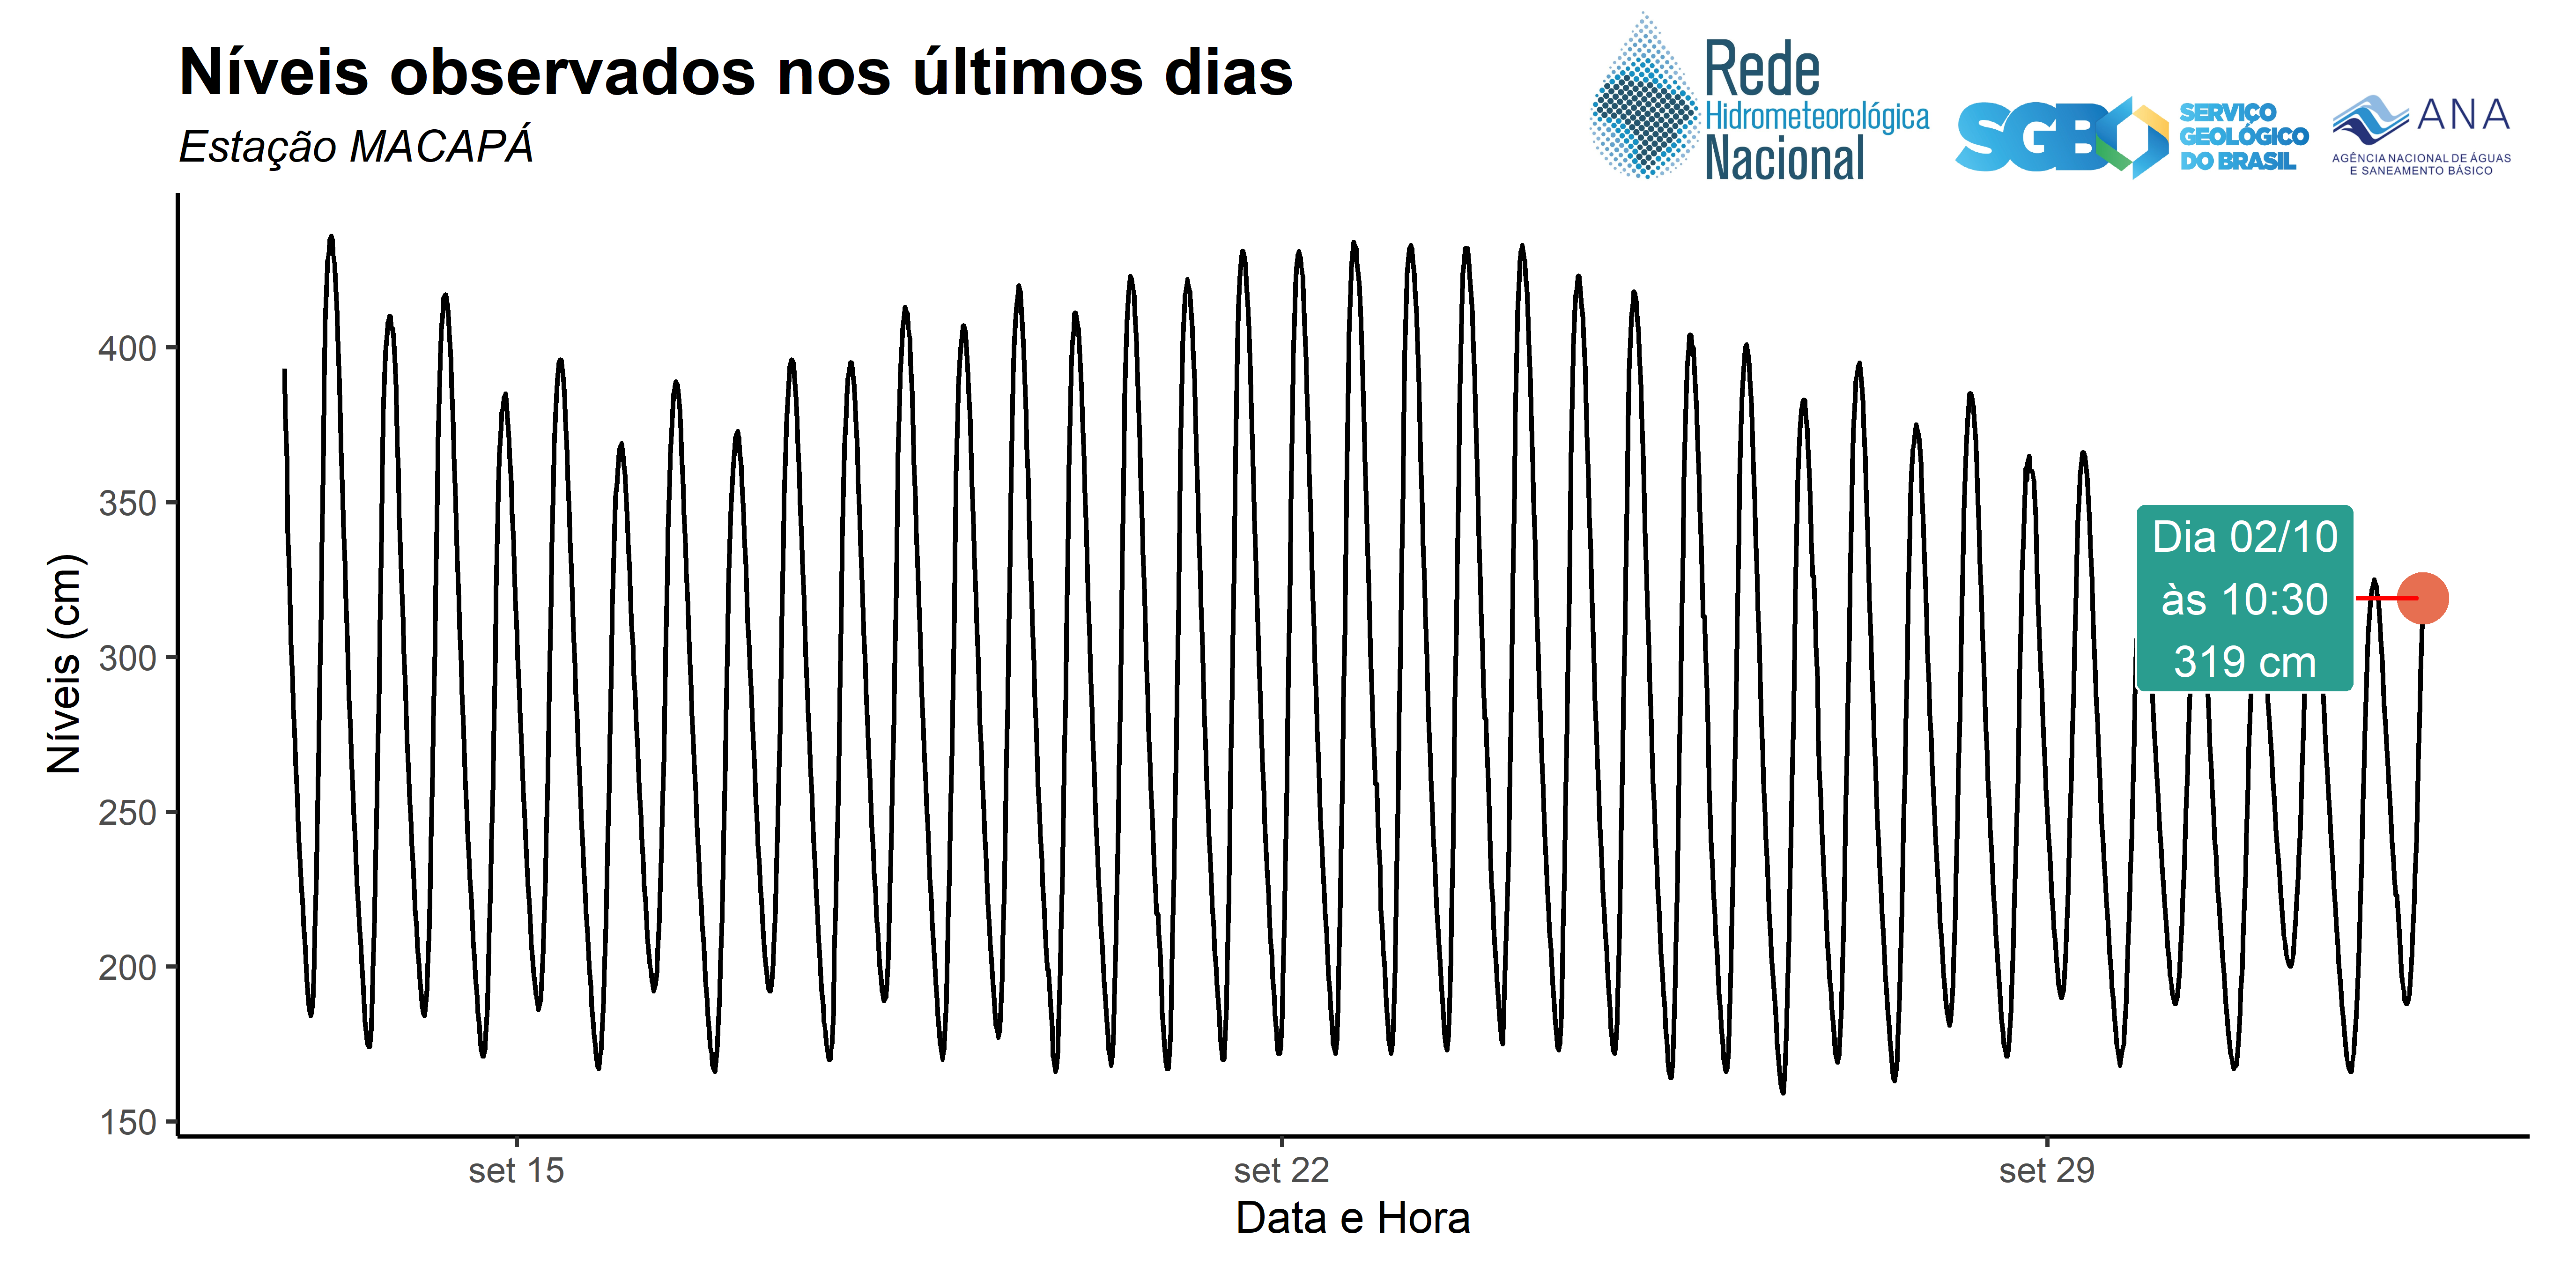 Níveis observados nos últimos dias
Estação MACAPÁ
Rede
Hidrometeorológica
Nacional
SGB
SERVIÇO
GEOLÓGICO
DO BRASIL
ANA
AGÊNCIA NACIONAL DE ÁGUAS
E SANEAMENTO BÁSICO
Níveis (cm)
400
350
300
250
200
150
Dia 02/10
às 10:30
319 cm
set 15
set 22
set 29
Data e Hora